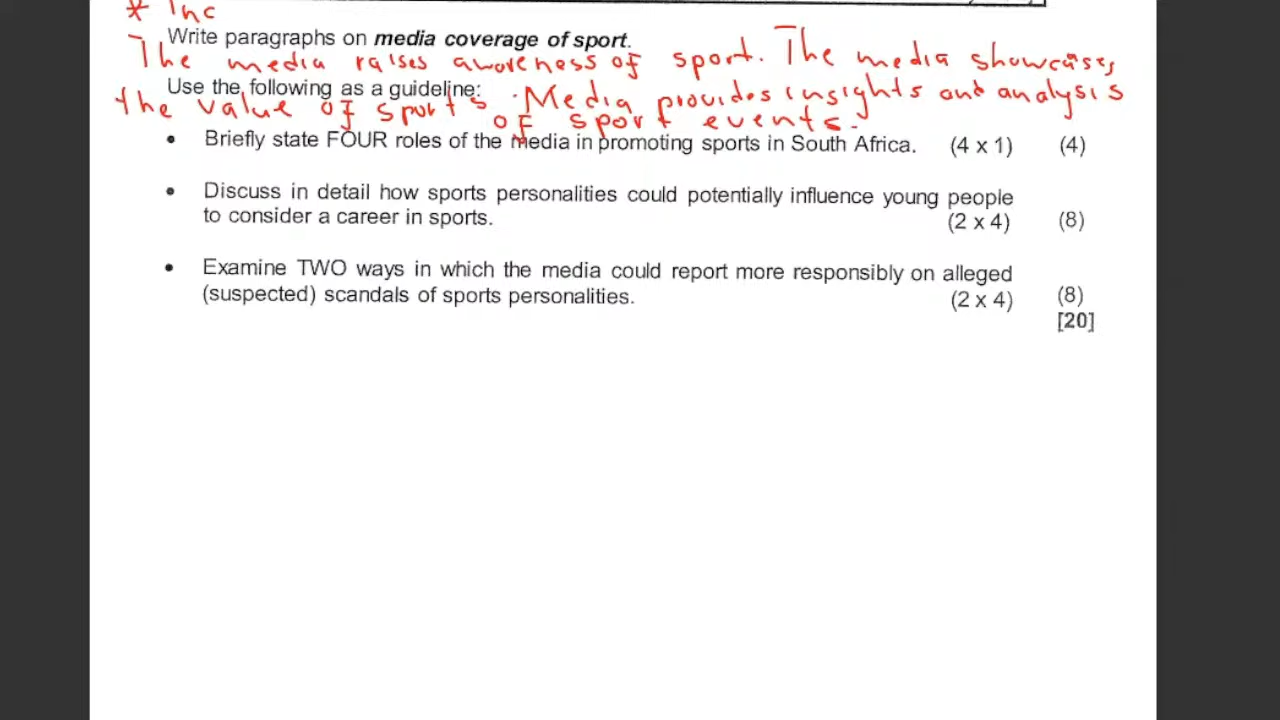 * Inc
Write paragraphs on media coverage of sport.
The media raises awareness of sport. The media showcases
Use the following as a guideline:
the value of sports. Media provides insights and analysis
of sport events.
• Briefly state FOUR roles of the media in promoting sports in South Africa. (4 x 1) (4)
• Discuss in detail how sports personalities could potentially influence young people
to consider a career in sports. (2 x 4) (8)
• Examine TWO ways in which the media could report more responsibly on alleged
(suspected) scandals of sports personalities. (2 x 4) (8)
[20]